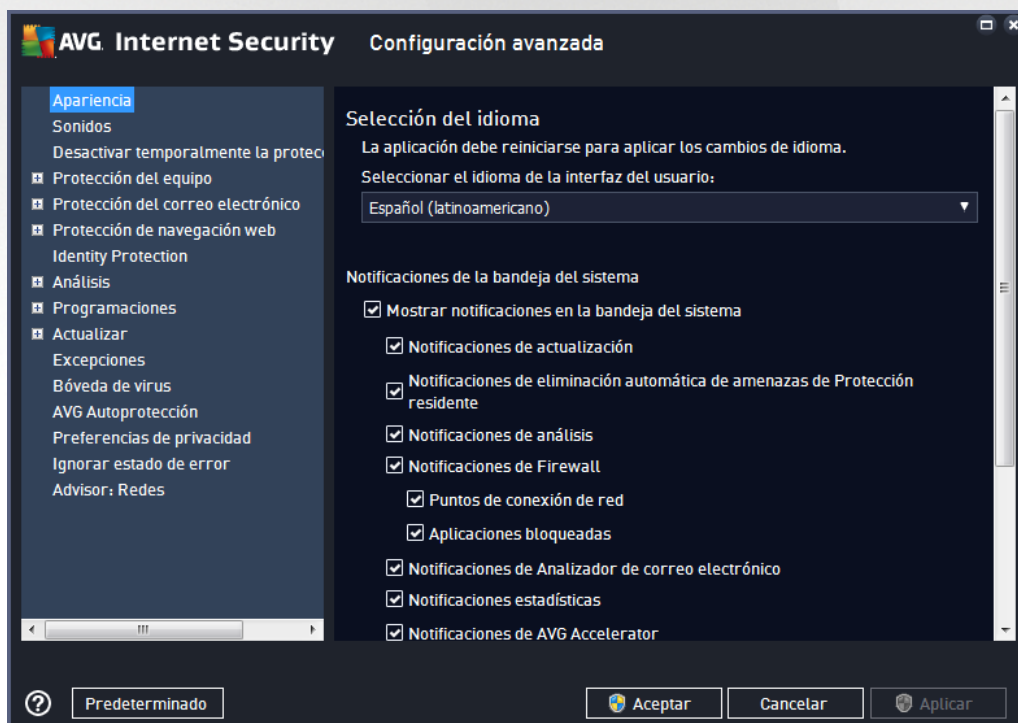 AVG. Internet Security
Configuración avanzada
Apariencia
Sonidos
Desactivar temporalmente la protec
Protección del equipo
Protección del correo electrónico
Protección de navegación web
Identity Protection
Análisis
Programaciones
Actualizar
Excepciones
Bóveda de virus
AVG Autoprotección
Preferencias de privacidad
Ignorar estado de error
Advisor: Redes
Selección del idioma
La aplicación debe reiniciarse para aplicar los cambios de idioma.
Seleccionar el idioma de la interfaz del usuario:
Español (latinoamericano)
Notificaciones de la bandeja del sistema
Mostrar notificaciones en la bandeja del sistema
Notificaciones de actualización
Notificaciones de eliminación automática de amenazas de Protección
residente
Notificaciones de análisis
Notificaciones de Firewall
Puntos de conexión de red
Aplicaciones bloqueadas
Notificaciones de Analizador de correo electrónico
Notificaciones estadísticas
Notificaciones de AVG Accelerator
Predeterminado
Aceptar
Cancelar
Aplicar